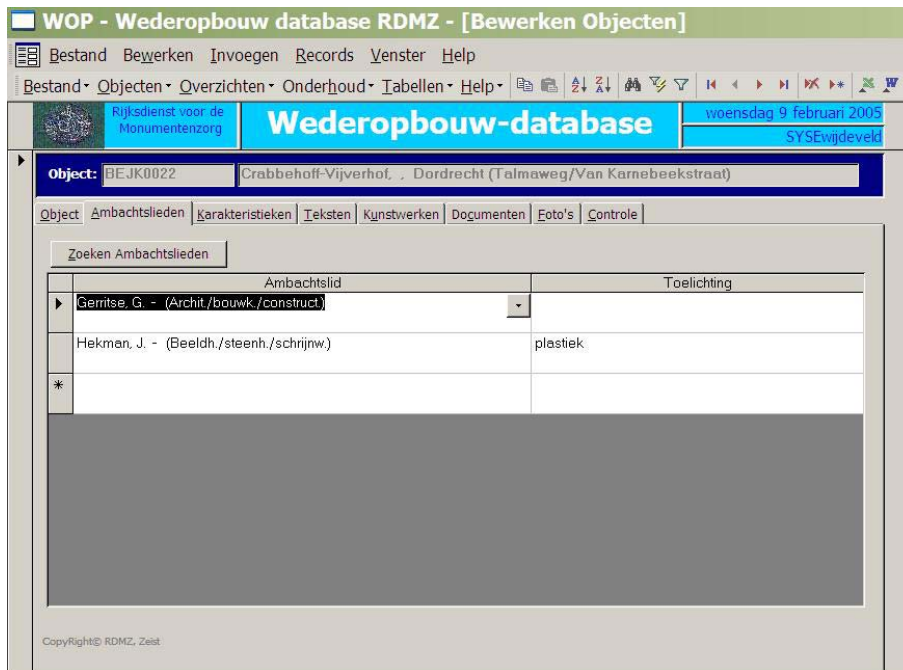 WOP - Wederopbouw database RDMZ - [Bewerken Objecten]
Bestand Bewerken Invoegen Records Venster Help
Bestand Objecten Overzichten Onderhoud Tabellen Help
Rijksdienst voor de
Monumentenzorg
Wederopbouw-database
woensdag 9 februari 2005
SYSEwijdeveld
Object: BEJK0022 Crabbehoff-Vijverhof, , Dordrecht (Talmaweg/Van Karnebeekstraat)
Object Ambachtslieden Karakteristieken Teksten Kunstwerken Documenten Foto's Controle
Zoeken Ambachtslieden
Ambachtslid Toelichting
Gerritse, G. - (Archit./bouwk./construct.)
Hekman, J. - (Beeldh./steenh./schrijnw.) plastiek
CopyRight© RDMZ, Zeist